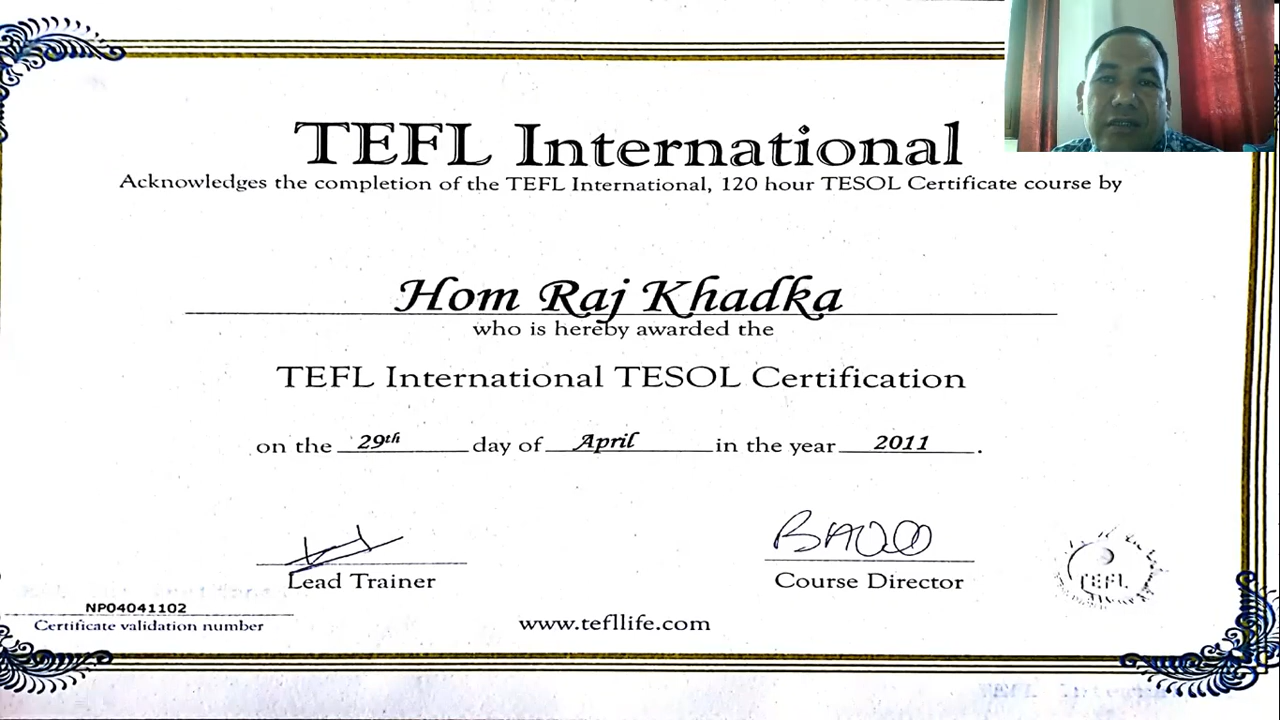 TEFL International
Acknowledges the completion of the TEFL International, 120 hour TESOL Certificate course by
Hom Raj Khadka
who is hereby awarded the
TEFL International TESOL Certification
on the 29th day of April in the year 2011.
Lead Trainer
Course Director
TEFL
NP04041102
Certificate validation number
www.tefllife.com